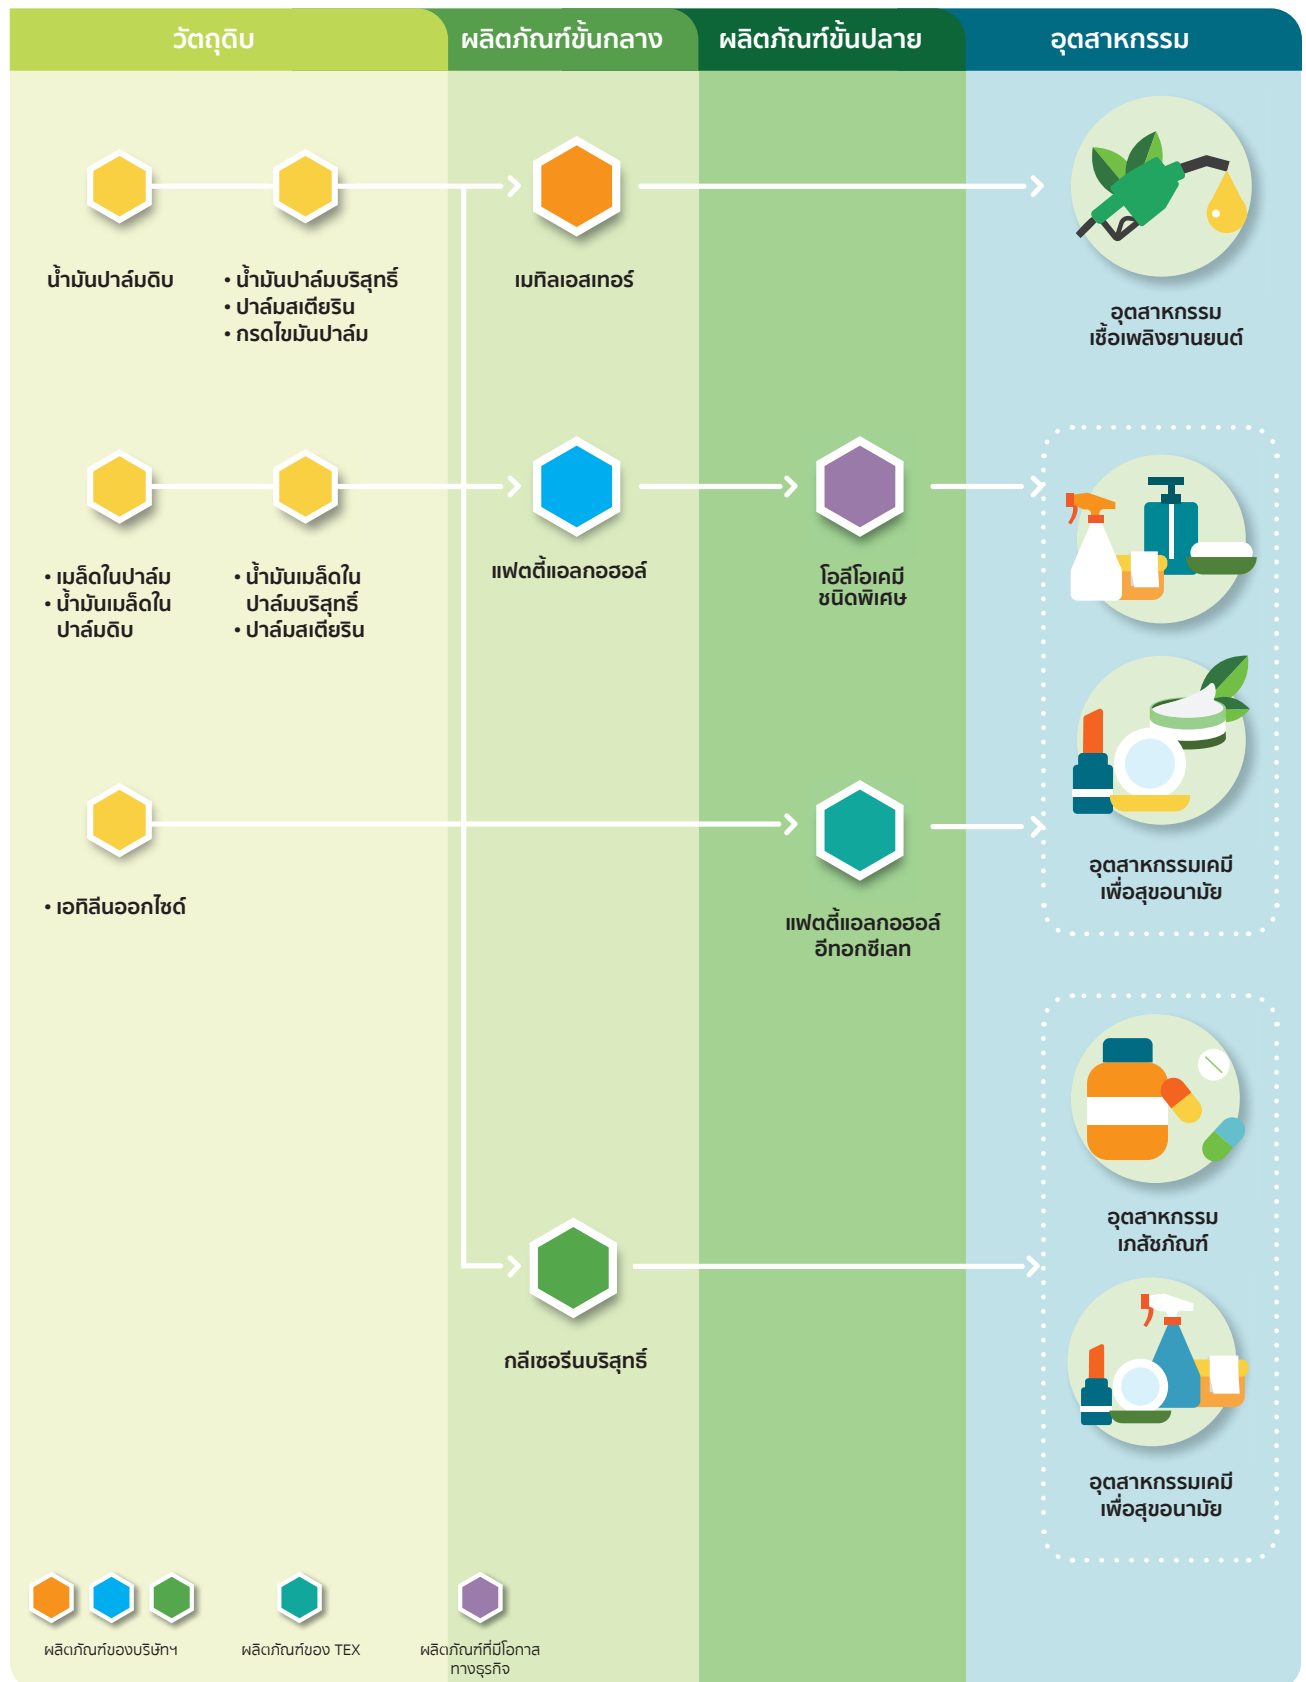 วัตถุดิบ
ผลิตภัณฑ์ขั้นกลาง
ผลิตภัณฑ์ขั้นปลาย
อุตสาหกรรม
น้ำมันปาล์มดิบ
• น้ำมันปาล์มบริสุทธิ์
• ปาล์มสเตียริน
• กรดไขมันปาล์ม
เมทิลเอสเทอร์
อุตสาหกรรม
เชื้อเพลิงยานยนต์
• เมล็ดในปาล์ม
• น้ำมันเมล็ดใน
ปาล์มดิบ
• น้ำมันเมล็ดใน
ปาล์มบริสุทธิ์
• ปาล์มสเตียริน
แฟตตี้แอลกอฮอล์
โอลีโอเคมี
ชนิดพิเศษ
อุตสาหกรรมเคมี
เพื่อสุขอนามัย
• เอทิลีนออกไซด์
แฟตตี้แอลกอฮอล์
อีทอกซีเลท
อุตสาหกรรม
เภสัชภัณฑ์
กลีเซอรีนบริสุทธิ์
อุตสาหกรรมเคมี
เพื่อสุขอนามัย
ผลิตภัณฑ์ของบริษัทฯ
ผลิตภัณฑ์ของ TEX
ผลิตภัณฑ์ที่มีโอกาส
ทางธุรกิจ